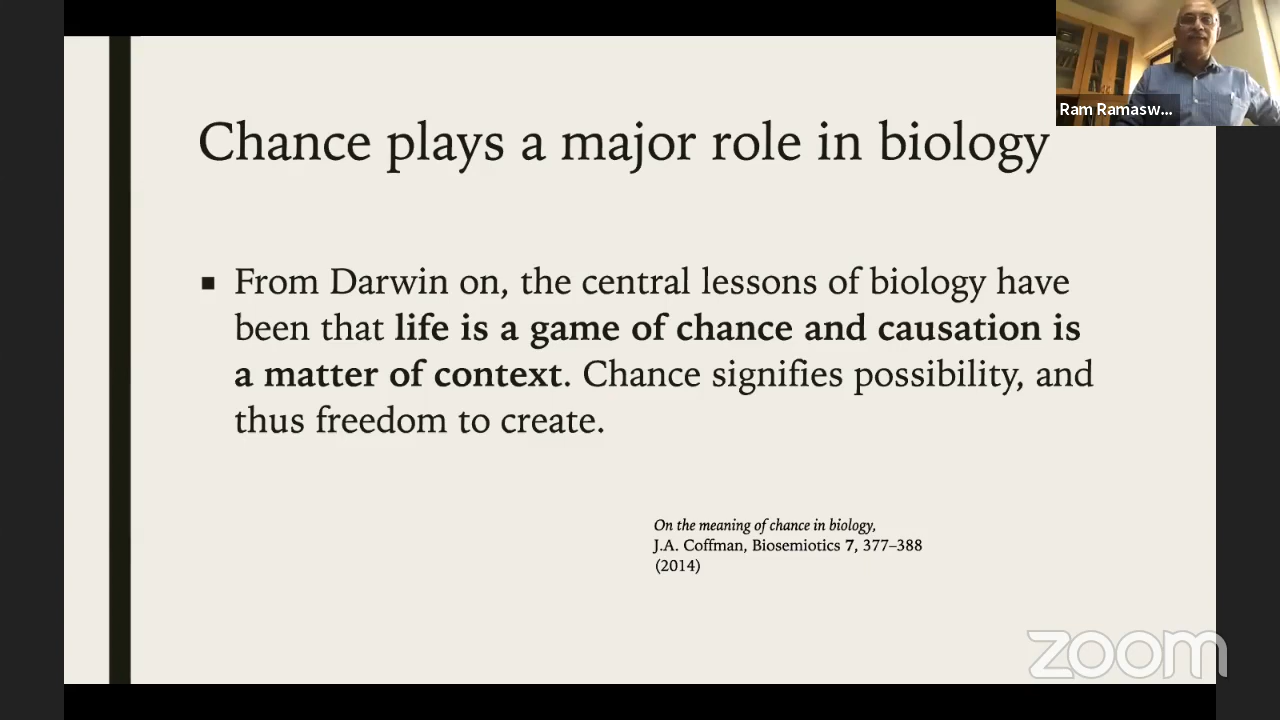 Ram Ramasw...
Chance plays a major role in biology
▪ From Darwin on, the central lessons of biology have
been that life is a game of chance and causation is
a matter of context. Chance signifies possibility, and
thus freedom to create.
On the meaning of chance in biology,
J.A. Coffman, Biosemiotics 7, 377–388
(2014)
zoom